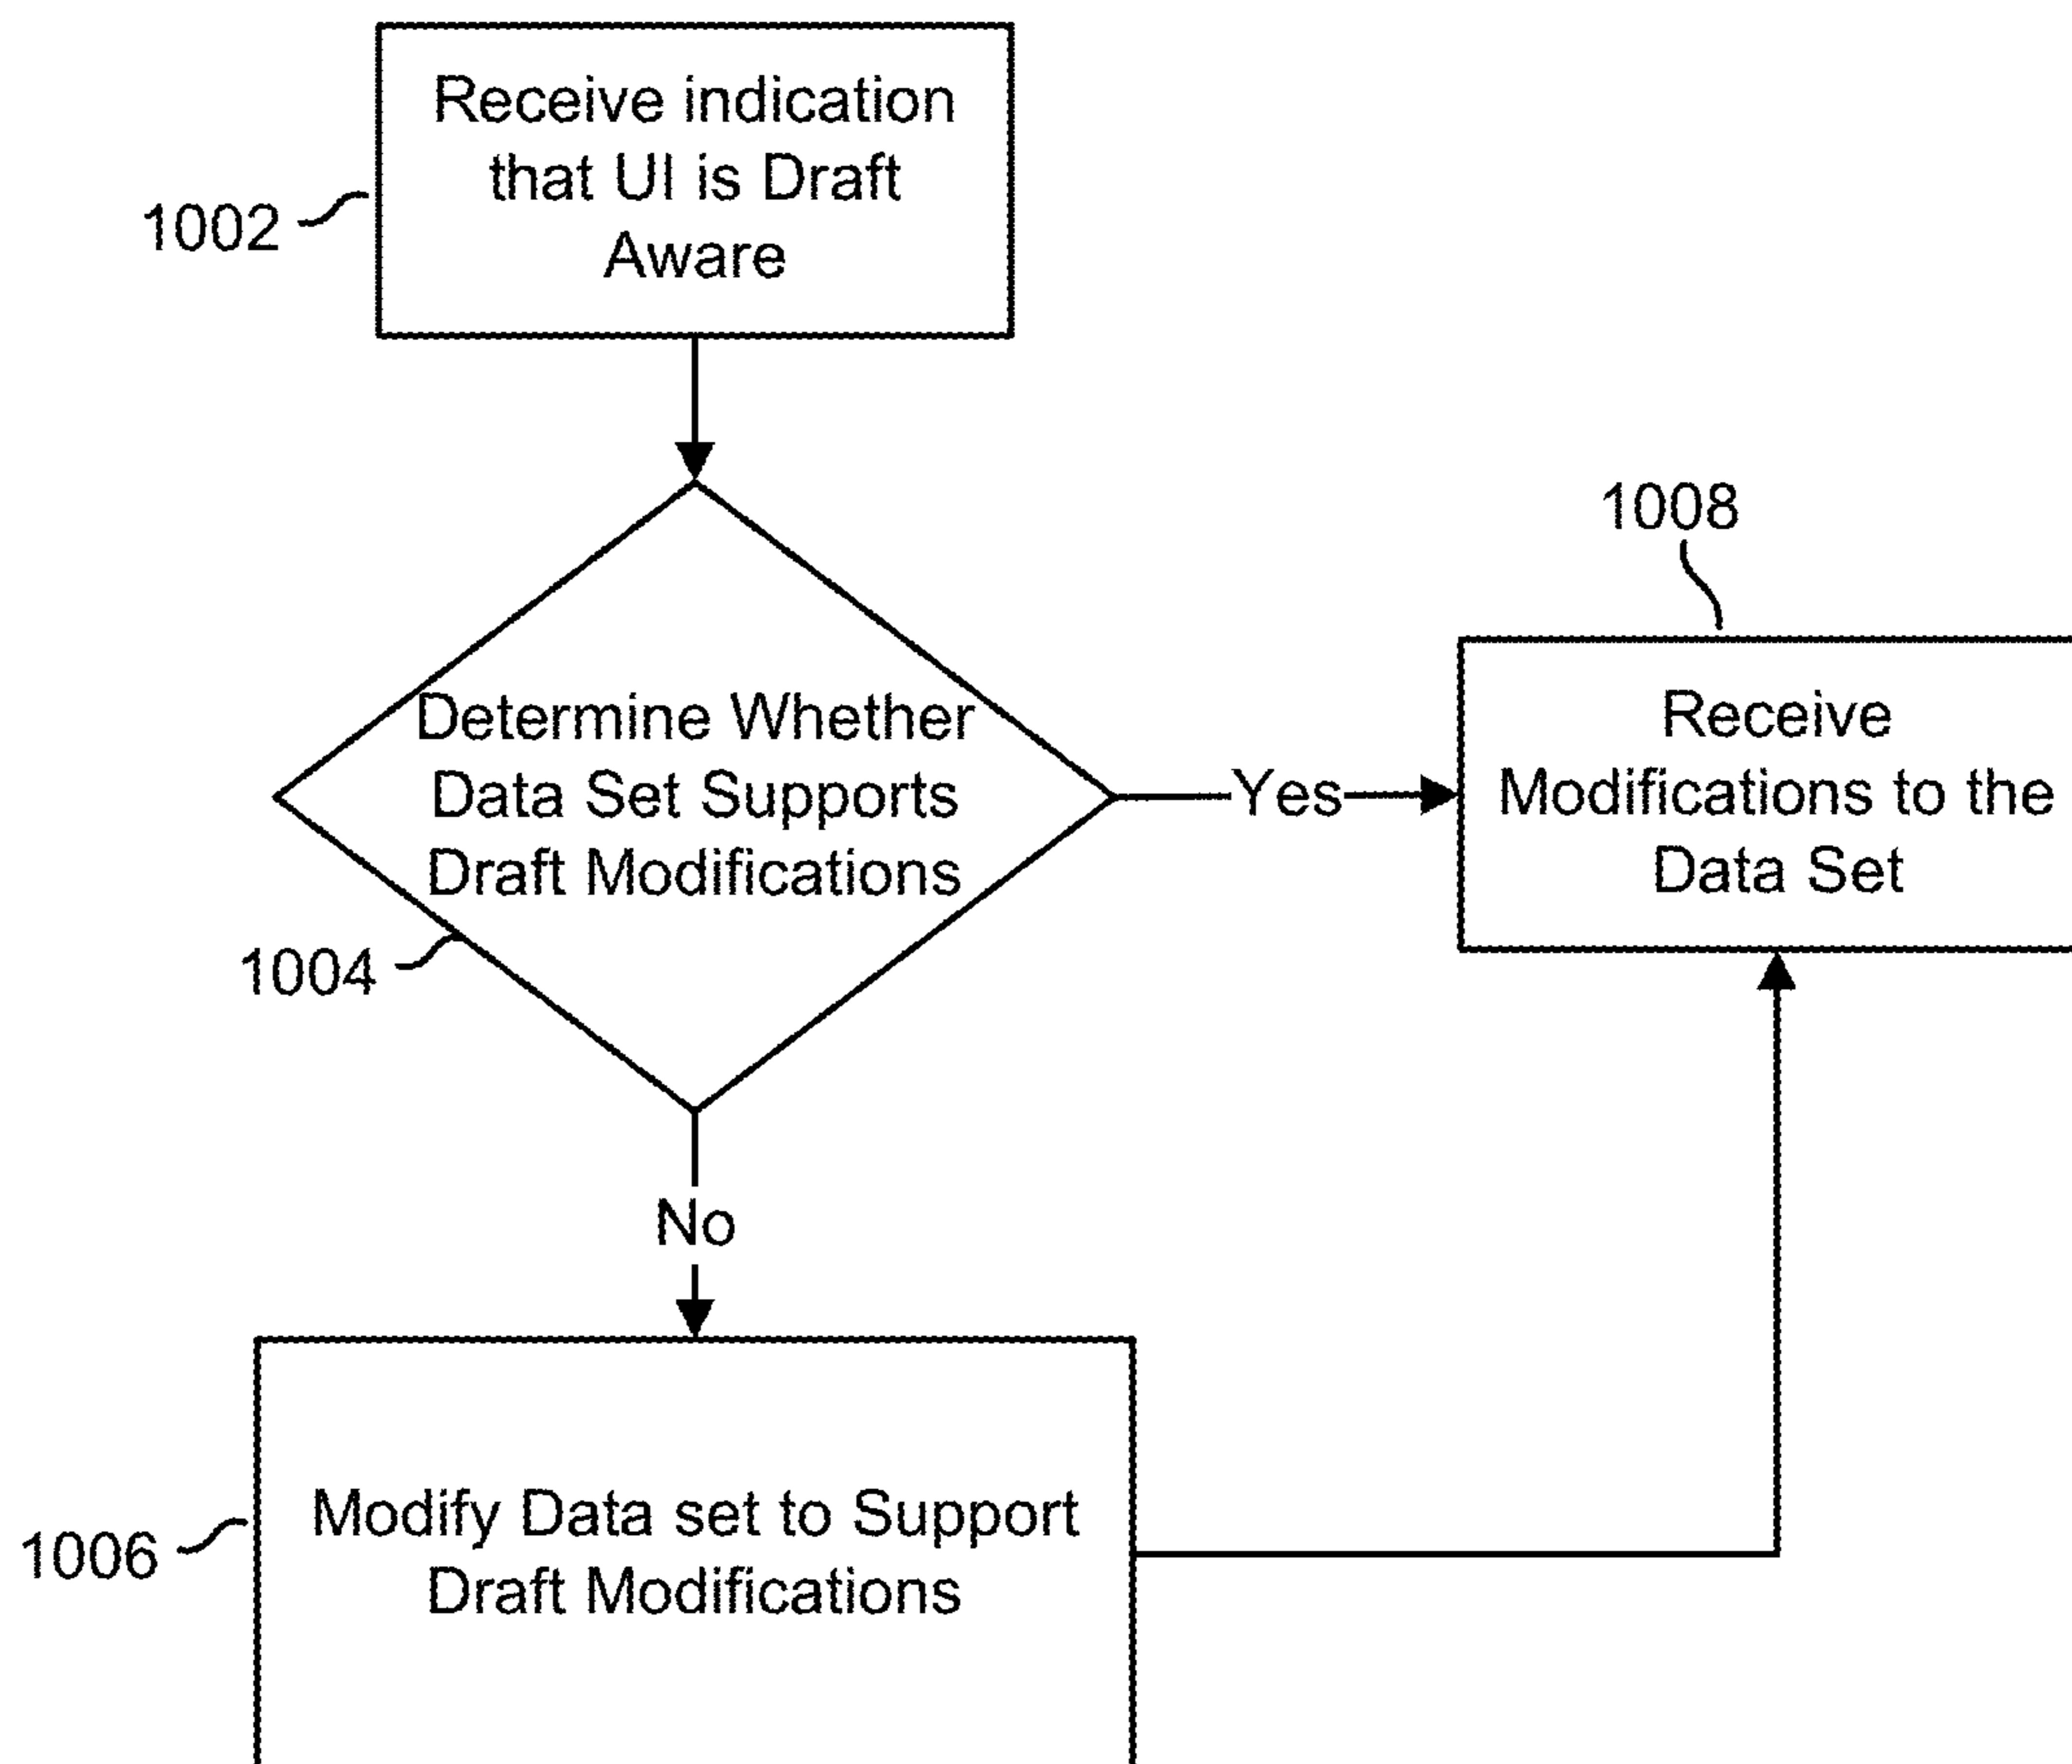 Receive indication
that UI is Draft
Aware
1002
Determine Whether
Data Set Supports
Draft Modifications
1004
Yes
1008
Receive
Modifications to the
Data Set
No
Modify Data set to Support
Draft Modifications
1006